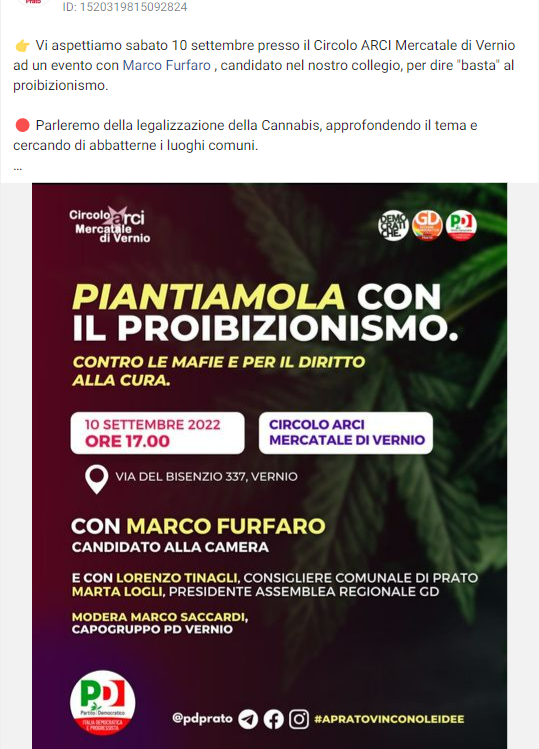 Prato
ID: 1520319815092824
👉 Vi aspettiamo sabato 10 settembre presso il Circolo ARCI Mercatale di Vernio
ad un evento con Marco Furfaro , candidato nel nostro collegio, per dire "basta" al
proibizionismo.
🔴 Parleremo della legalizzazione della Cannabis, approfondendo il tema e
cercando di abbatterne i luoghi comuni.
...
Circolo arci
Mercatale
di Vernio
DEMO
CRATI
CHE.
GD
PD
PIANTIAMOLA CON
IL PROIBIZIONISMO.
CONTRO LE MAFIE E PER IL DIRITTO
ALLA CURA.
10 SETTEMBRE 2022
ORE 17.00
CIRCOLO ARCI
MERCATALE DI VERNIO
VIA DEL BISENZIO 337, VERNIO
CON MARCO FURFARO
CANDIDATO ALLA CAMERA
E CON LORENZO TINAGLI, CONSIGLIERE COMUNALE DI PRATO
MARTA LOGLI, PRESIDENTE ASSEMBLEA REGIONALE GD
MODERA MARCO SACCARDI,
CAPOGRUPPO PD VERNIO
PD
Partito Democratico
ITALIA DEMOCRATICA
E PROGRESSISTA
@pdprato
#APRATOVINCONOLEIDEE